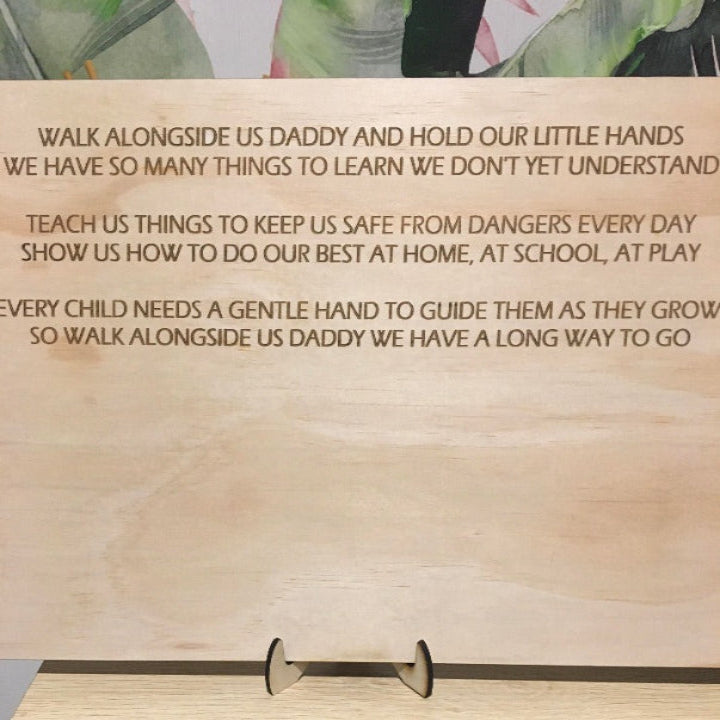 WALK ALONGSIDE US DADDY AND HOLD OUR LITTLE HANDS
WE HAVE SO MANY THINGS TO LEARN WE DON'T YET UNDERSTAND
TEACH US THINGS TO KEEP US SAFE FROM DANGERS EVERY DAY
SHOW US HOW TO DO OUR BEST AT HOME, AT SCHOOL, AT PLAY
EVERY CHILD NEEDS A GENTLE HAND TO GUIDE THEM AS THEY GROW
SO WALK ALONGSIDE US DADDY WE HAVE A LONG WAY TO GO